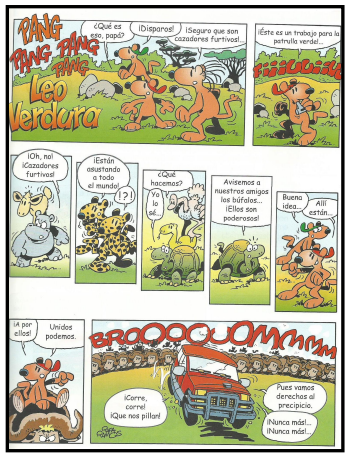 PANG
PANG PANG PANG
PANG
Leo
Verdura
¿Qué es
eso, papá?
¡Disparos!
¡Seguro que son
cazadores furtivos!...
¡Éste es un trabajo para la
patrulla verde!...
¡Oh, no!
¡Cazadores
furtivos!
¡Están
asustando
a todo
el mundo!
¡?!
¿Qué
hacemos?
Yo
lo
sé...
Avisemos a
nuestros amigos
los búfalos...
¡Ellos son
poderosos!
Buena
idea...
Allí
están...
¡A por
ellos!
Unidos
podemos.
BROOOQUOMMMMM
¡Corre,
corre!
¡Que nos pillan!
Pues vamos
derechos al
precipicio.
¡Nunca más!...
¡Nunca más!...